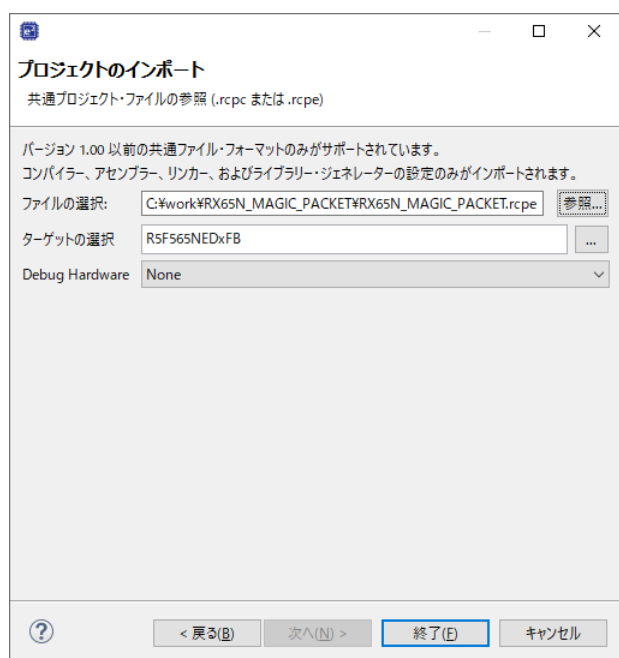 プロジェクトのインポート
共通プロジェクト・ファイルの参照 (.rcpc または .rcpe)
バージョン 1.00 以前の共通ファイル・フォーマットのみがサポートされています。
コンパイラー、アセンブラー、リンカー、およびライブラリー・ジェネレーターの設定のみがインポートされます。
ファイルの選択: C:¥work¥RX65N_MAGIC_PACKET¥RX65N_MAGIC_PACKET.rcpe 参照...
ターゲットの選択 R5F565NEDxFB ...
Debug Hardware None
? < 戻る(B) 次へ(N) > 終了(F) キャンセル